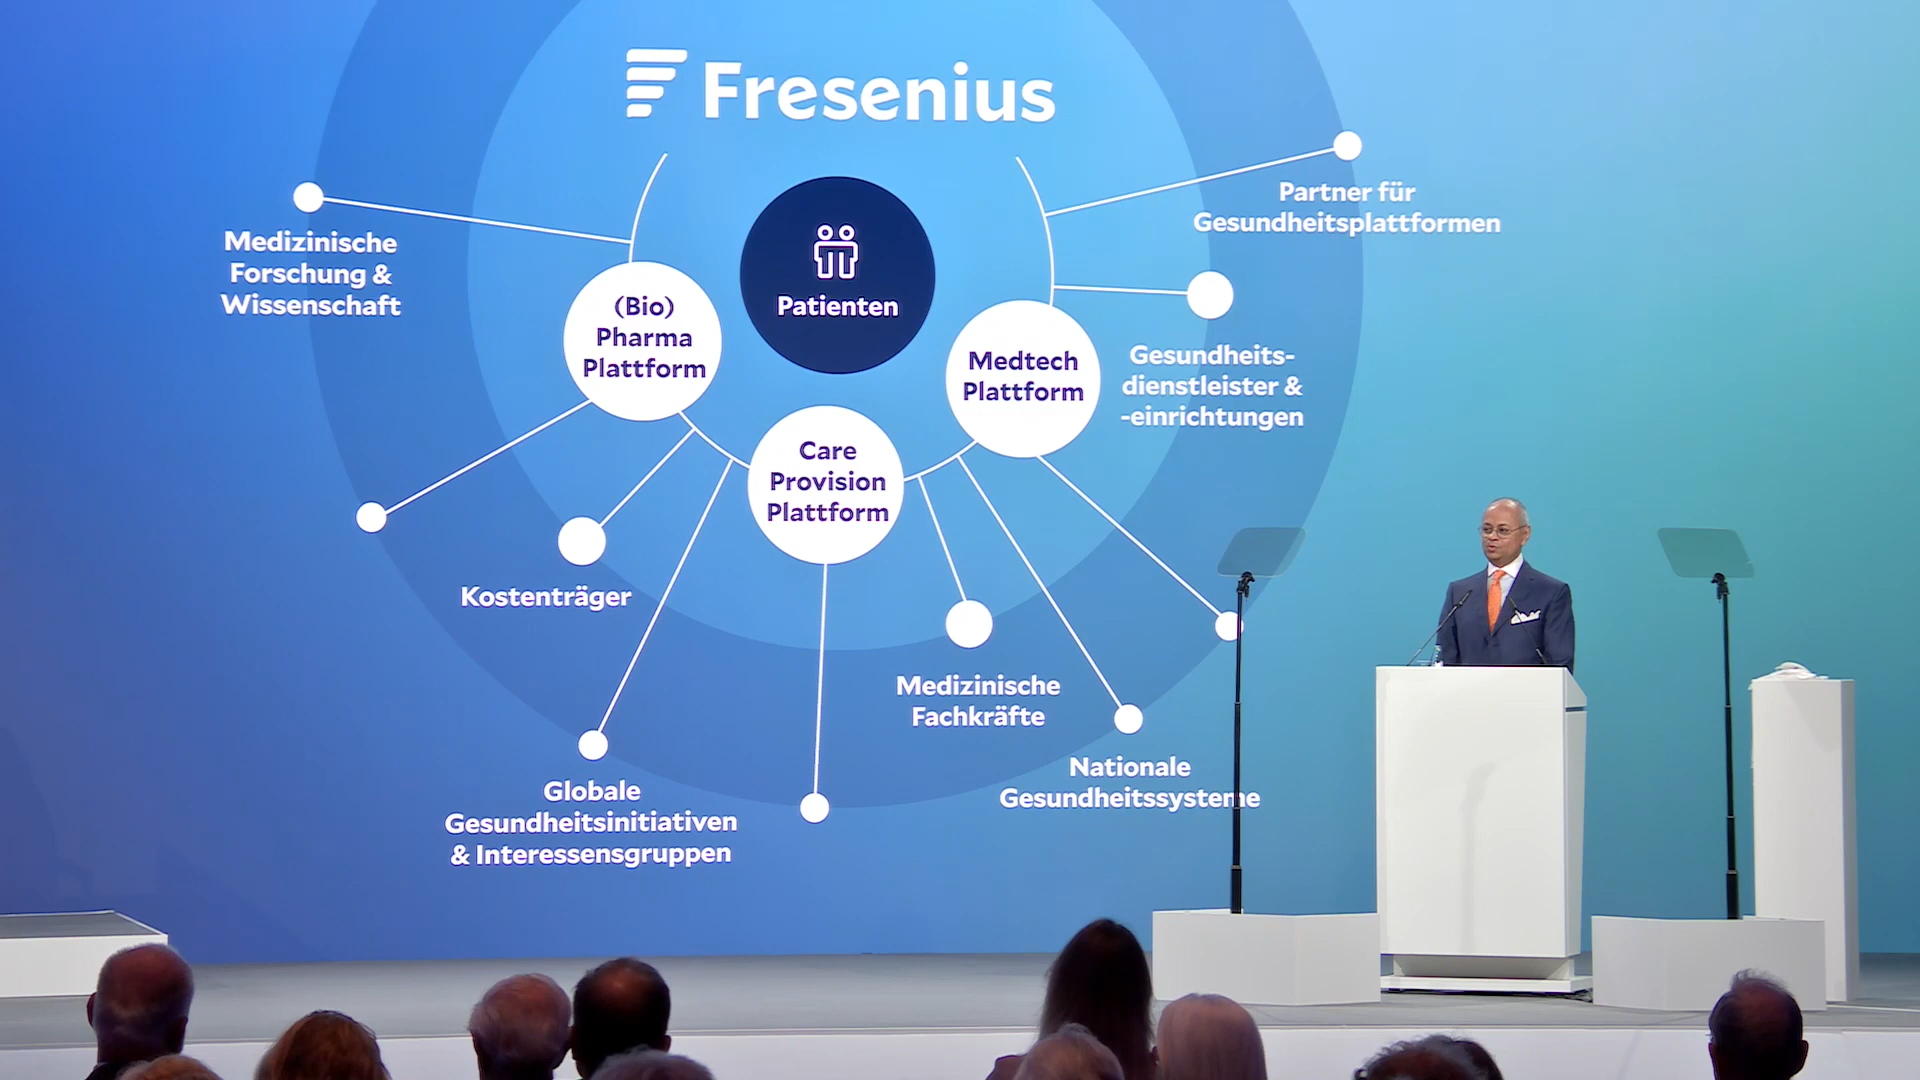 Fresenius
Medizinische
Forschung &
Wissenschaft
Partner für
Gesundheitsplattformen
Patienten
(Bio)
Pharma
Plattform
Medtech
Plattform
Gesundheits-
dienstleister &
-einrichtungen
Care
Provision
Plattform
Kostenträger
Medizinische
Fachkräfte
Nationale
Gesundheitssysteme
Globale
Gesundheitsinitiativen
& Interessensgruppen